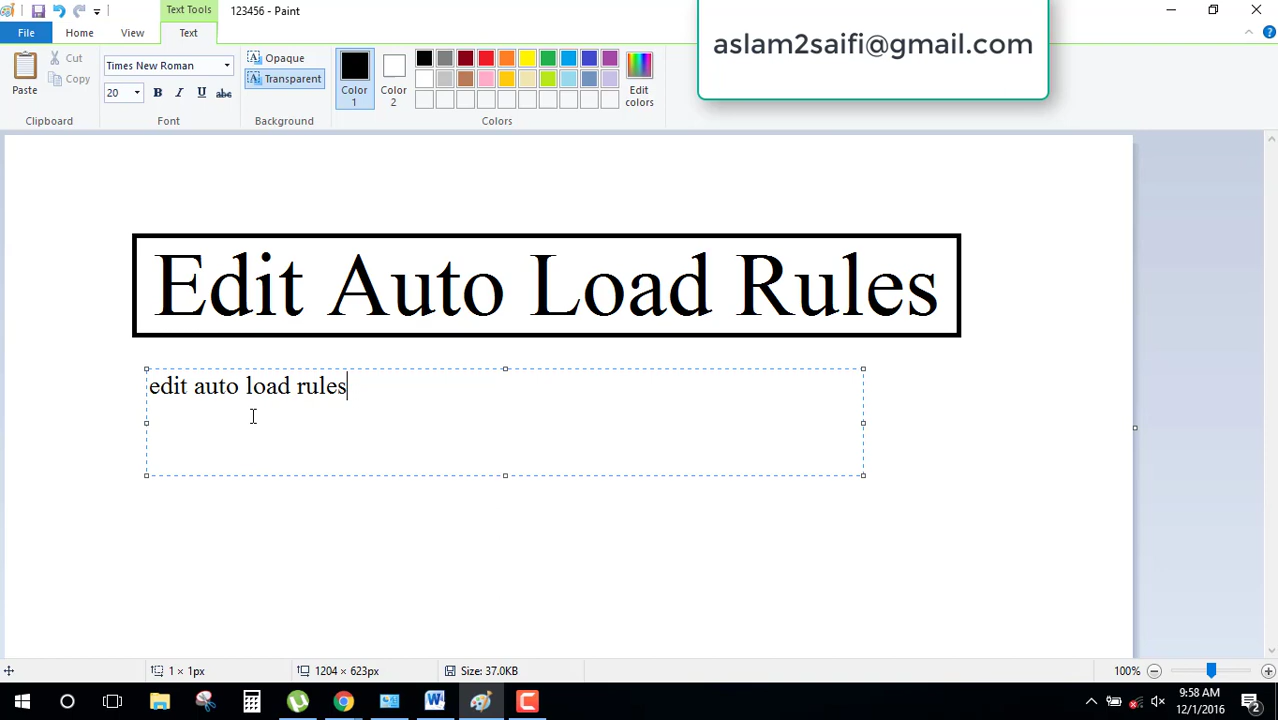 Text Tools
123456 - Paint
aslam2saifi@gmail.com
File
Home
View
Text
Paste
Cut
Copy
Clipboard
Times New Roman
20
B
I
U
abc
Font
Opaque
Transparent
Background
Color 1
Color 2
Edit colors
Colors
Edit Auto Load Rules
edit auto load rules
1 × 1px
1204 × 623px
Size: 37.0KB
100%
9:58 AM
12/1/2016
2